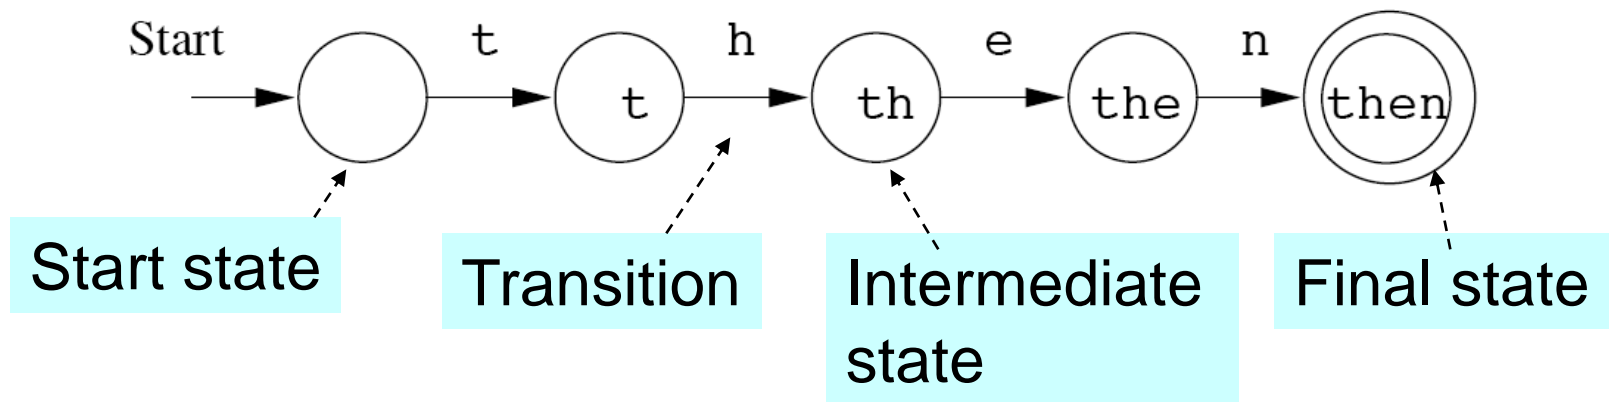 Start
t h e n
t th the then
Start state
Transition
Intermediate
state
Final state